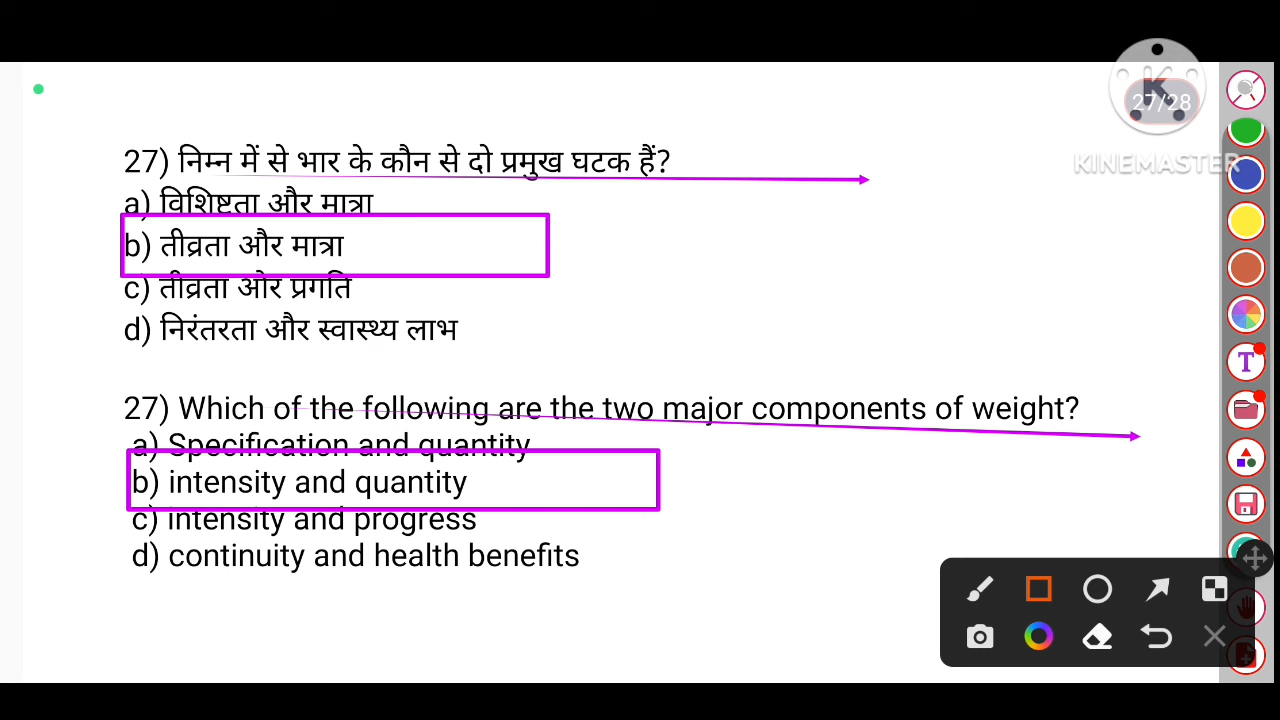 27/28
KINEMASTER
27) निम्न में से भार के कौन से दो प्रमुख घटक हैं?
a) विशिष्टता और मात्रा
b) तीव्रता और मात्रा
c) तीव्रता ओर प्रगति
d) निरंतरता और स्वास्थ्य लाभ
27) Which of the following are the two major components of weight?
a) Specification and quantity
b) intensity and quantity
c) intensity and progress
d) continuity and health benefits
T